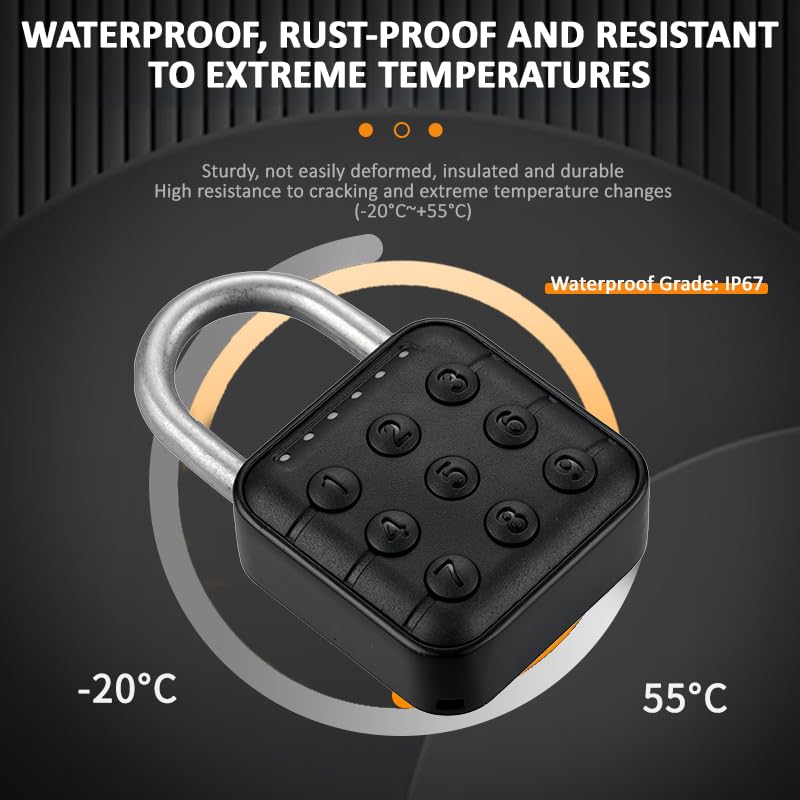 WATERPROOF, RUST-PROOF AND RESISTANT
TO EXTREME TEMPERATURES
Sturdy, not easily deformed, insulated and durable
High resistance to cracking and extreme temperature changes
(-20°C~+55°C)
Waterproof Grade: IP67
3
2
6
1
5
9
4
8
7
-20°C
55°C